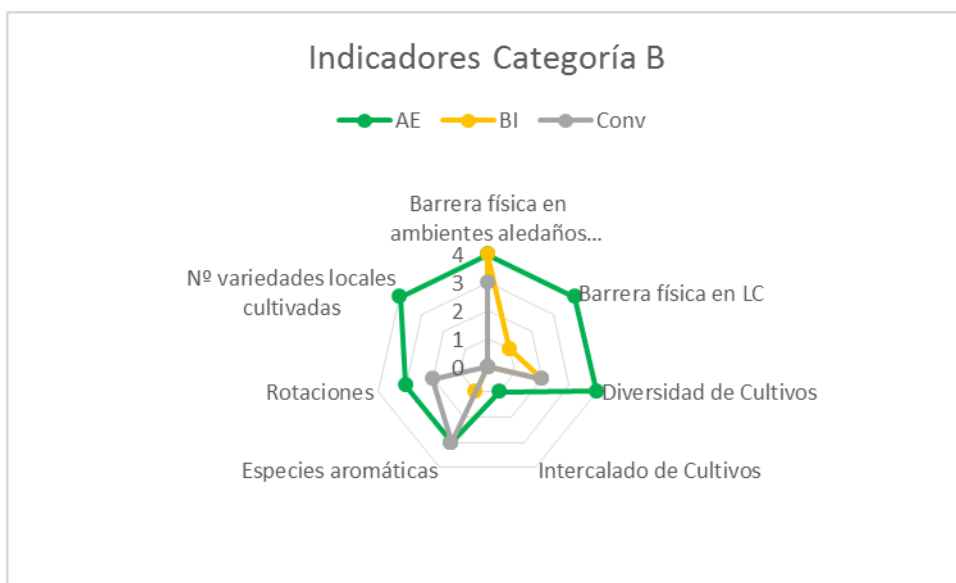 Indicadores Categoría B
AE BI Conv
Barrera física en
ambientes aledaños...
Barrera física en LC
Diversidad de Cultivos
Intercalado de Cultivos
Especies aromáticas
Rotaciones
Nº variedades locales
cultivadas
4
3
2
1
0